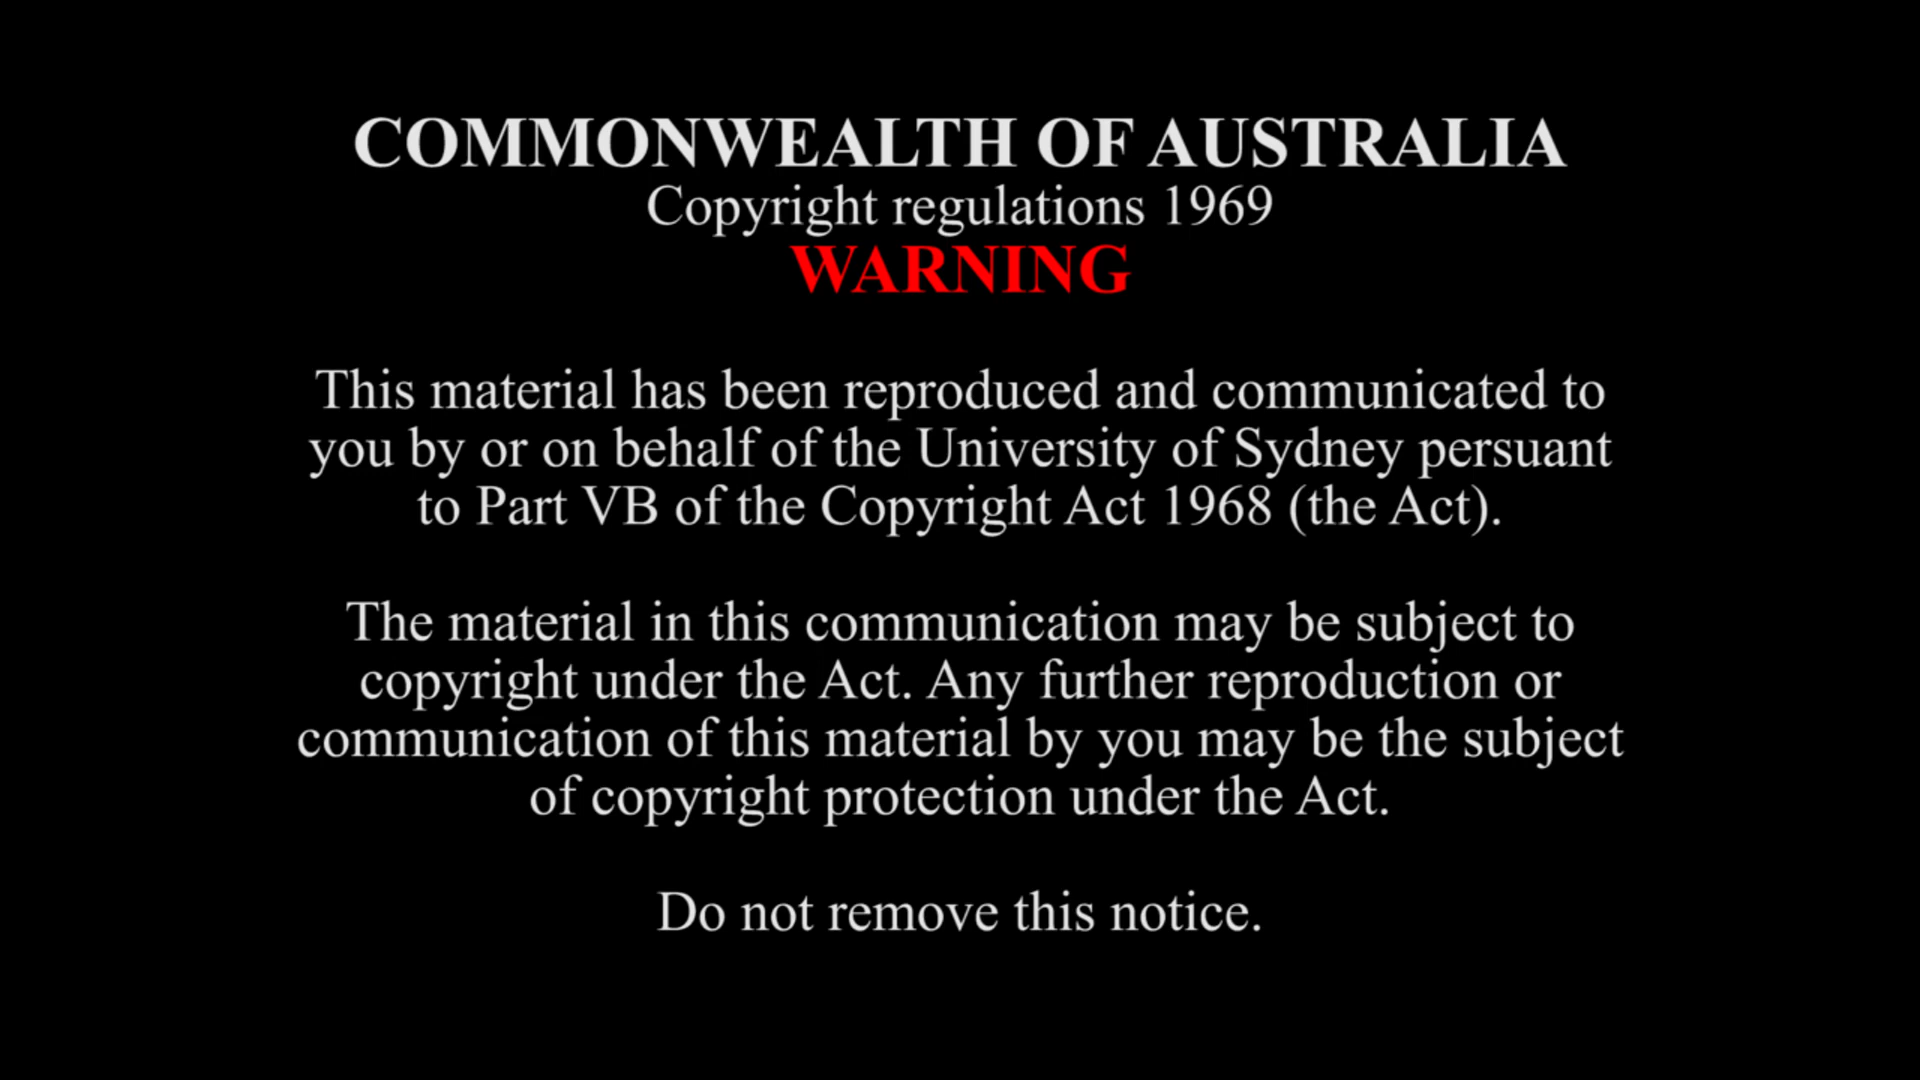 COMMONWEALTH OF AUSTRALIA
Copyright regulations 1969
WARNING
This material has been reproduced and communicated to
you by or on behalf of the University of Sydney persuant
to Part VB of the Copyright Act 1968 (the Act).
The material in this communication may be subject to
copyright under the Act. Any further reproduction or
communication of this material by you may be the subject
of copyright protection under the Act.
Do not remove this notice.